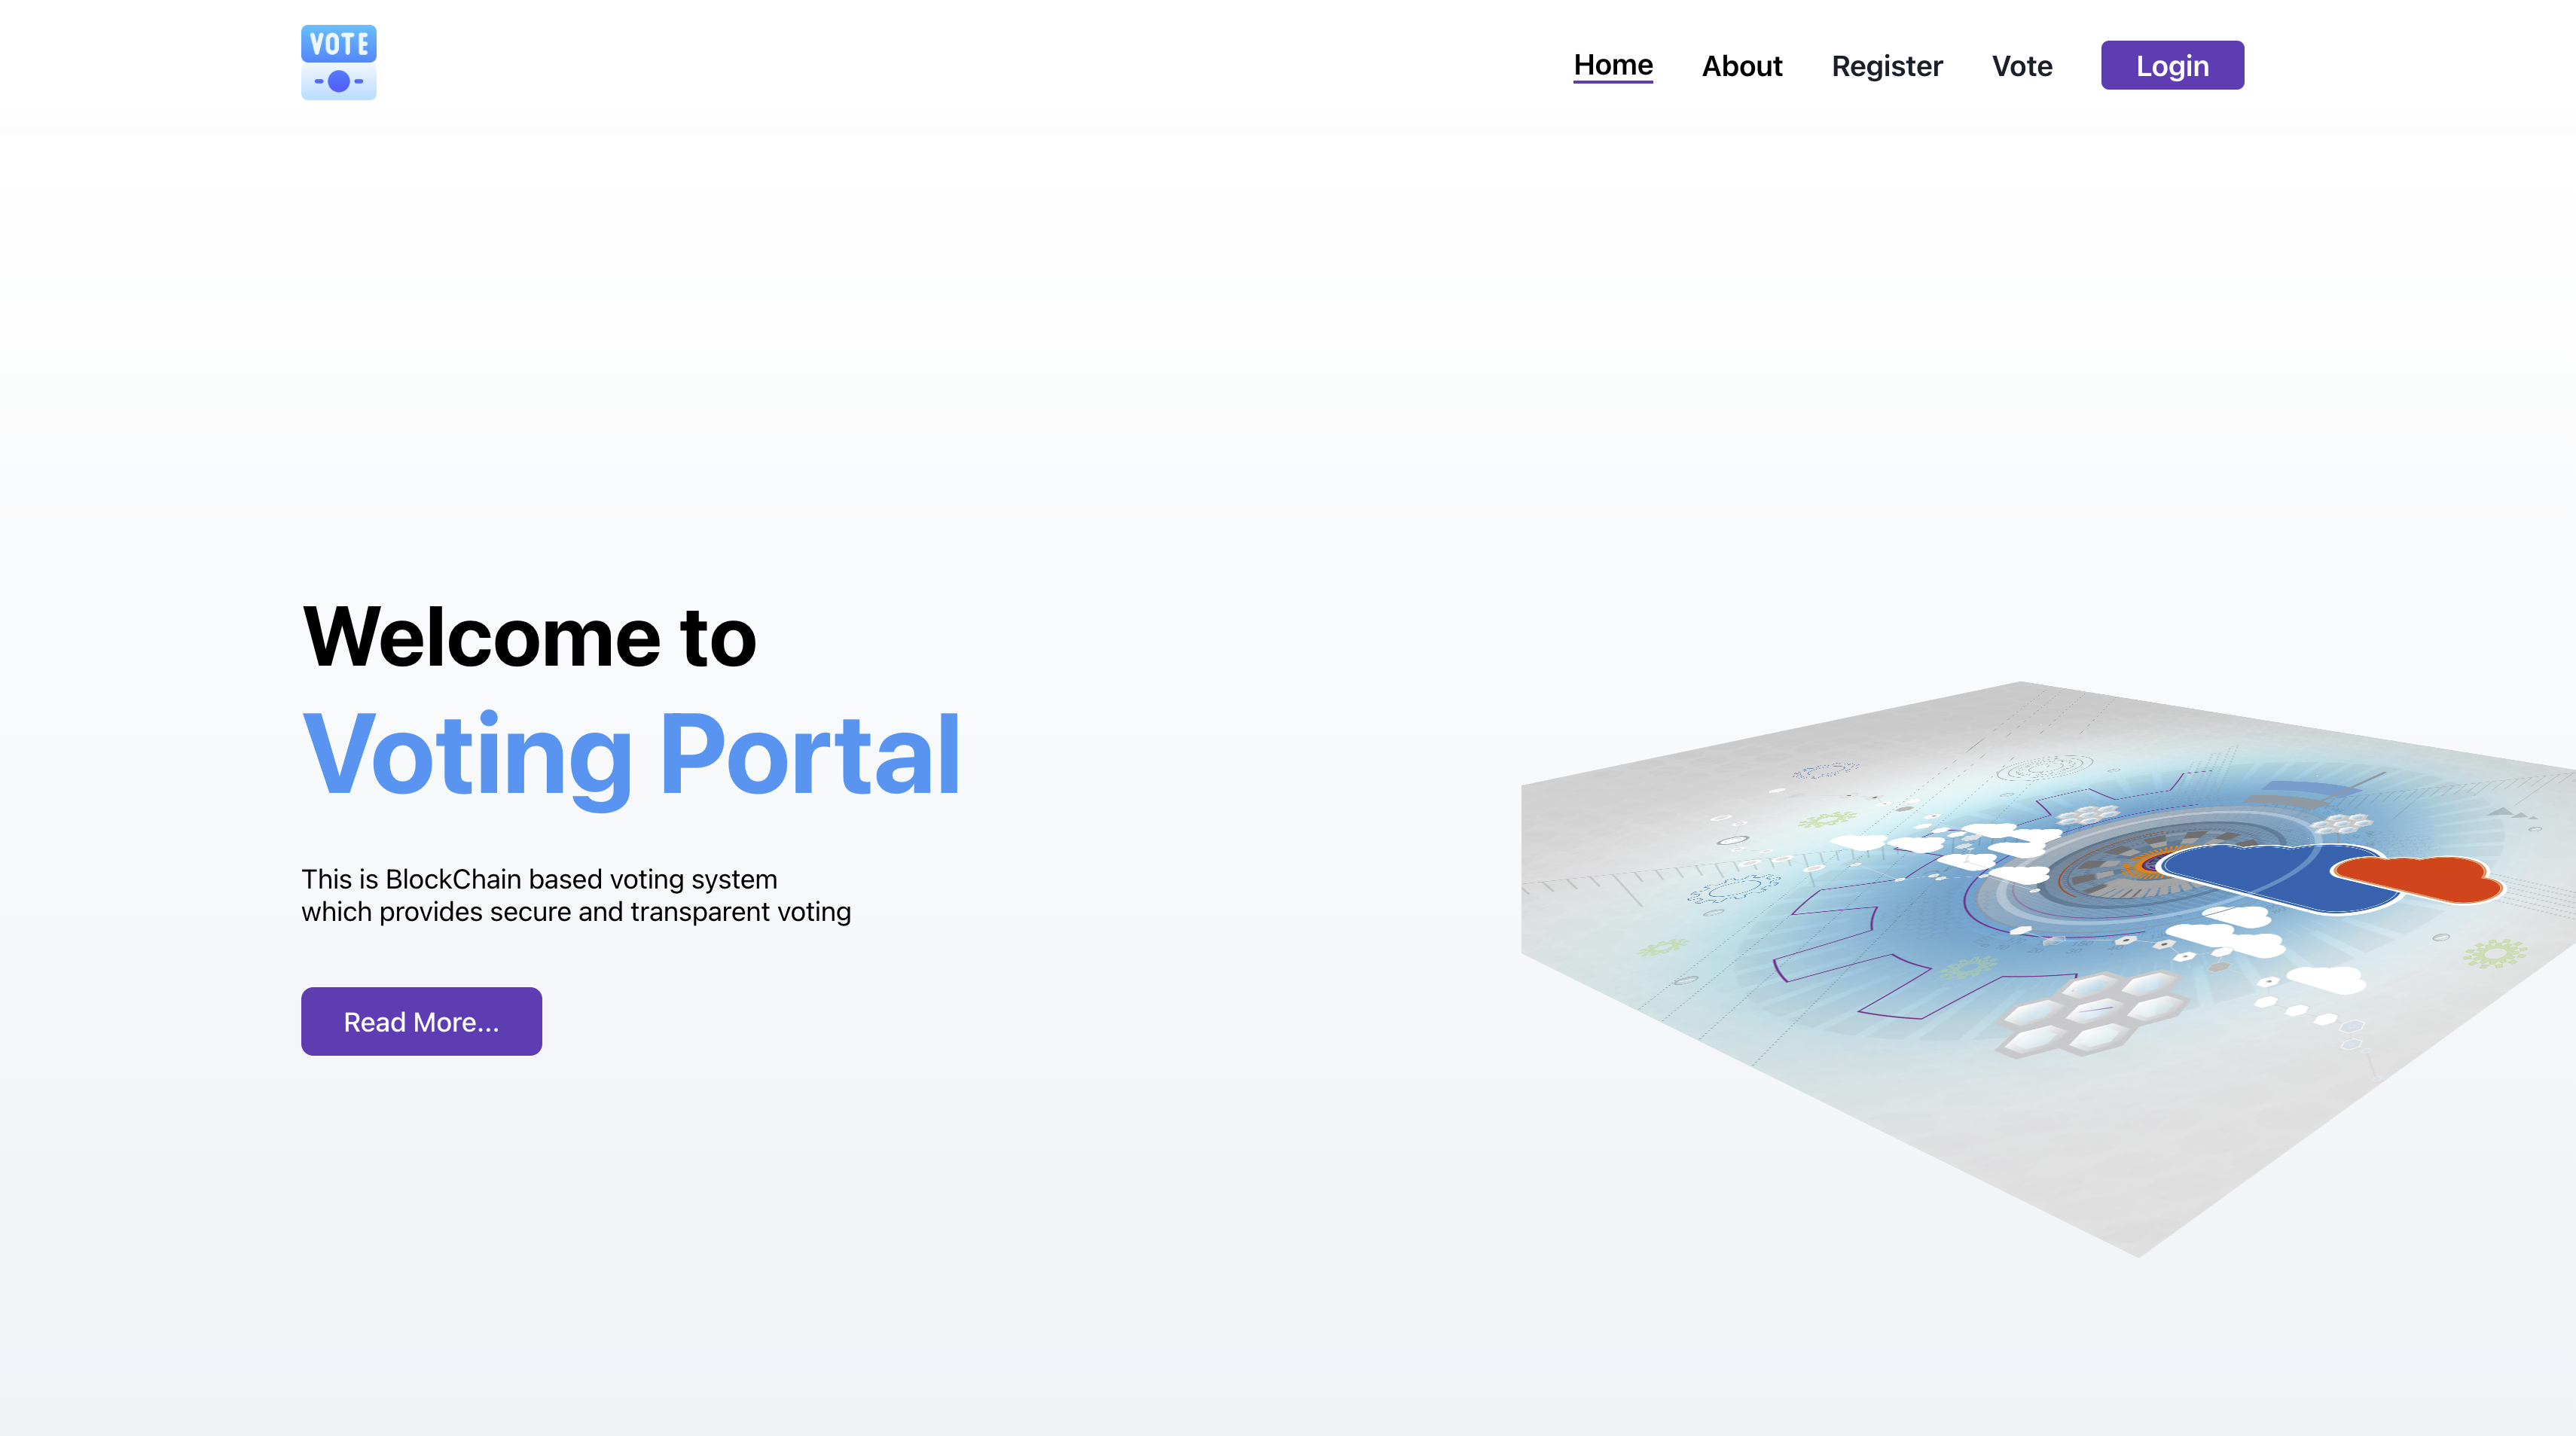 VOTE
Home
About
Register
Vote
Login
Welcome to
Voting Portal
This is BlockChain based voting system
which provides secure and transparent voting
Read More...